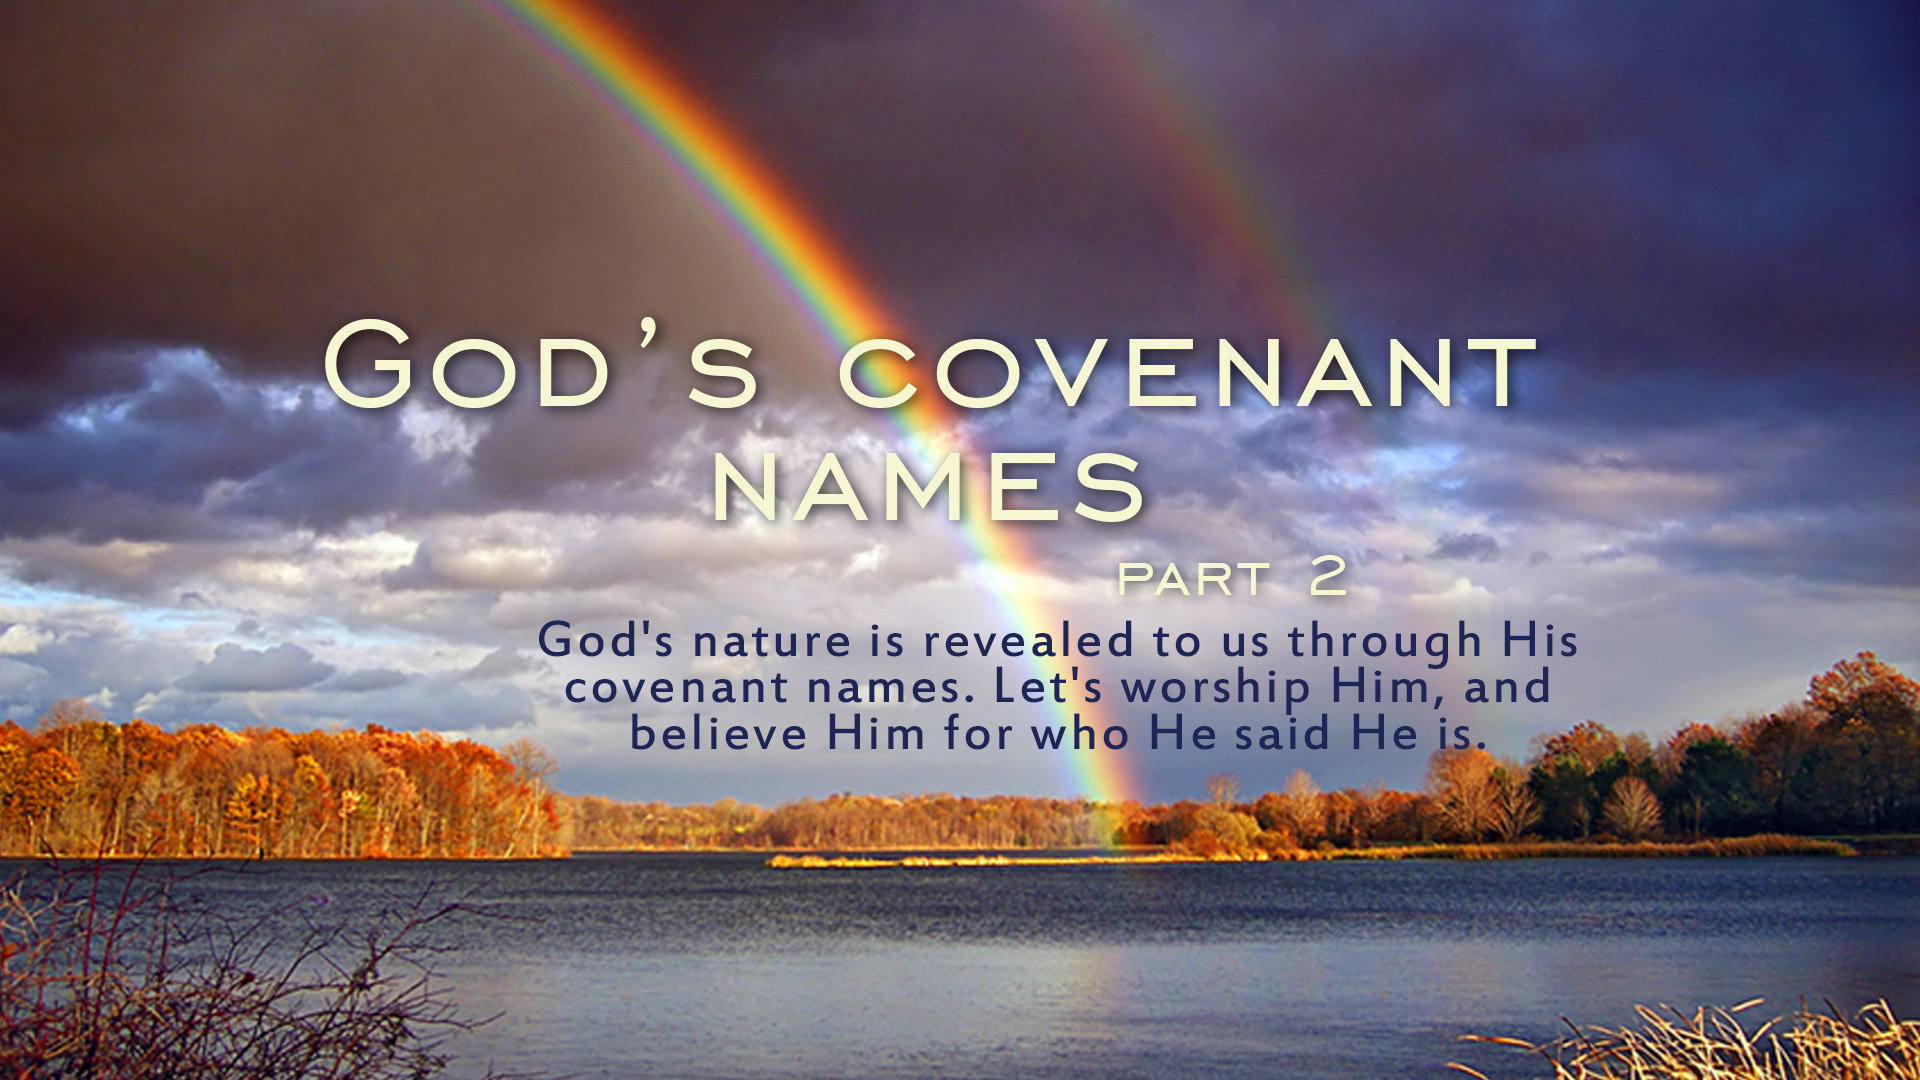 God's covenant
names
part 2
God's nature is revealed to us through His
covenant names. Let's worship Him, and
believe Him for who He said He is.